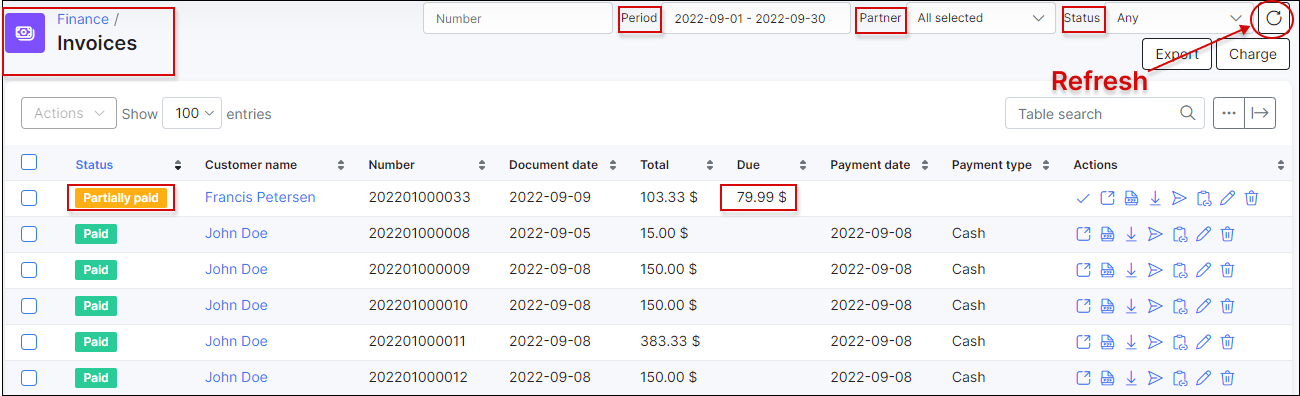 Finance /
Invoices
Number Period 2022-09-01 - 2022-09-30 Partner All selected Status Any
Export Charge
Refresh
Actions Show 100 entries Table search
Status Customer name Number Document date Total Due Payment date Payment type Actions
Partially paid Francis Petersen 202201000033 2022-09-09 103.33 $ 79.99 $
Paid John Doe 202201000008 2022-09-05 15.00 $ 2022-09-08 Cash
Paid John Doe 202201000009 2022-09-08 150.00 $ 2022-09-08 Cash
Paid John Doe 202201000010 2022-09-08 150.00 $ 2022-09-08 Cash
Paid John Doe 202201000011 2022-09-08 383.33 $ 2022-09-08 Cash
Paid John Doe 202201000012 2022-09-08 150.00 $ 2022-09-08 Cash